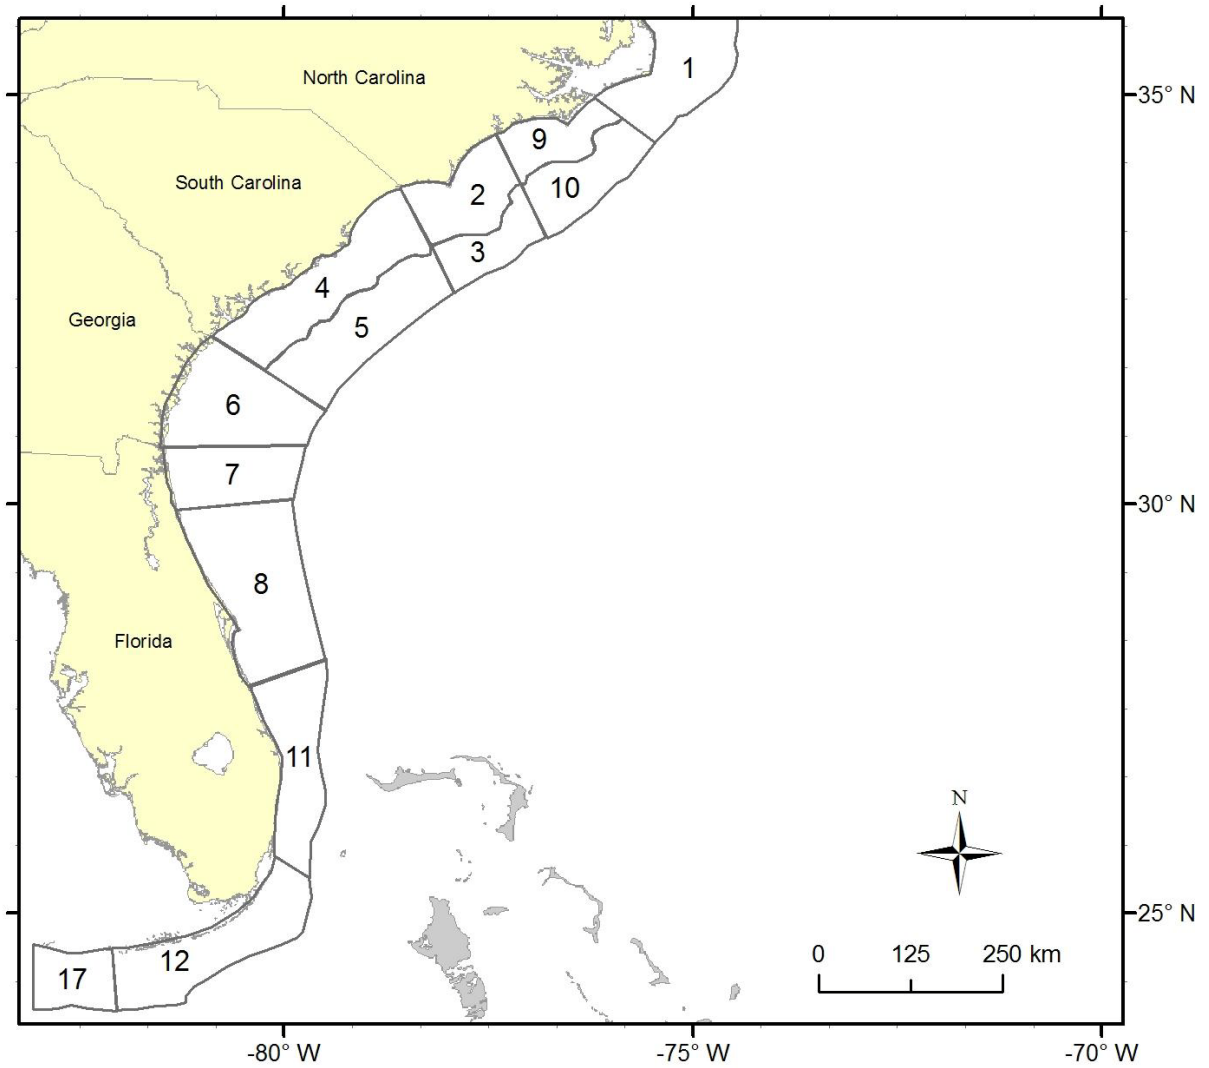 1
North Carolina
35° N
9
South Carolina
10
2
3
4
Georgia
5
6
7
30° N
8
Florida
11
N
25° N
0 125 250 km
12
17
-80° W -75° W -70° W